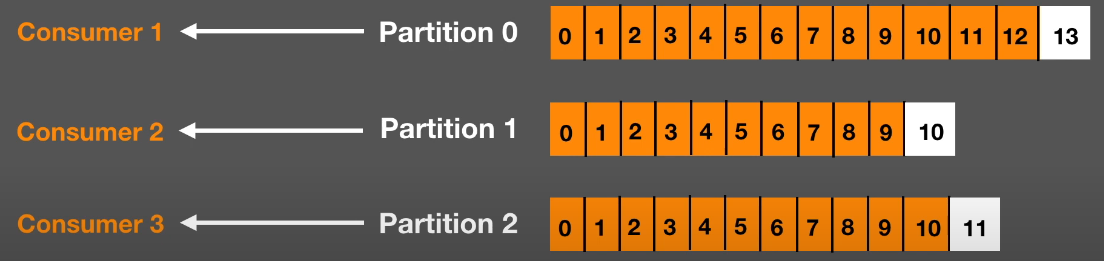 Consumer 1 Partition 0 0 1 2 3 4 5 6 7 8 9 10 11 12 13
Consumer 2 Partition 1 0 1 2 3 4 5 6 7 8 9 10
Consumer 3 Partition 2 0 1 2 3 4 5 6 7 8 9 10 11